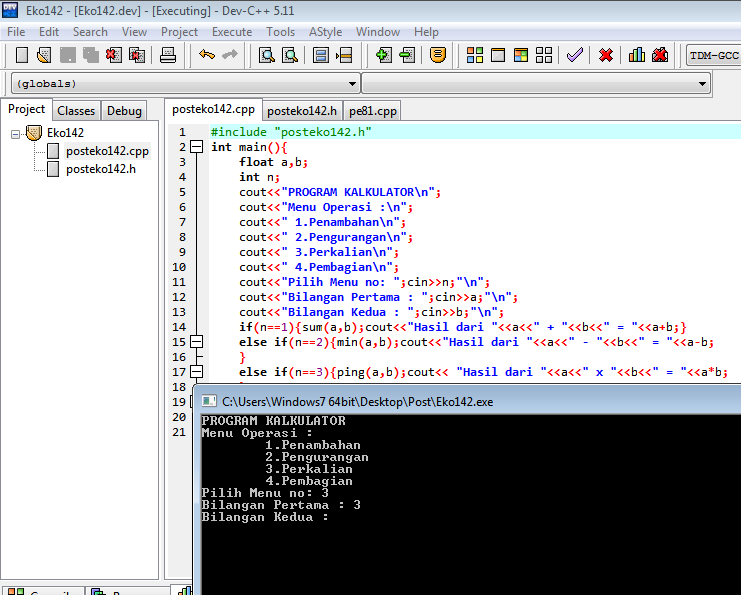 Eko142 - [Eko142.dev] - [Executing] - Dev-C++ 5.11
File Edit Search View Project Execute Tools AStyle Window Help
TDM-GCC
(globals)
Project Classes Debug
posteko142.cpp posteko142.h pe81.cpp
Eko142
posteko142.cpp
posteko142.h
1 #include "posteko142.h"
2 int main(){
3 float a,b;
4 int n;
5 cout<<"PROGRAM KALKULATOR\n";
6 cout<<"Menu Operasi :\n";
7 cout<<" 1.Penambahan\n";
8 cout<<" 2.Pengurangan\n";
9 cout<<" 3.Perkalian\n";
10 cout<<" 4.Pembagian\n";
11 cout<<"Pilih Menu no: ";cin>>n;"\n";
12 cout<<"Bilangan Pertama : ";cin>>a;"\n";
13 cout<<"Bilangan Kedua : ";cin>>b;"\n";
14 if(n==1){sum(a,b);cout<<"Hasil dari "<<a<<" + "<<b<<" = "<<a+b;}
15 else if(n==2){min(a,b);cout<<"Hasil dari "<<a<<" - "<<b<<" = "<<a-b;
16 }
17 else if(n==3){ping(a,b);cout<< "Hasil dari "<<a<<" x "<<b<<" = "<<a*b;
18
19
20
21
C:\Users\Windows7 64bit\Desktop\Post\Eko142.exe
PROGRAM KALKULATOR
Menu Operasi :
1.Penambahan
2.Pengurangan
3.Perkalian
4.Pembagian
Pilih Menu no: 3
Bilangan Pertama : 3
Bilangan Kedua :